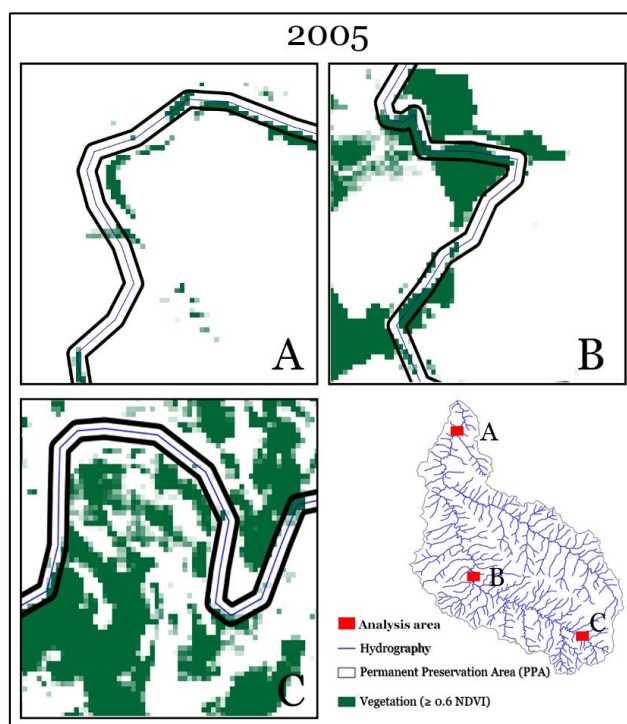 2005
A
B
C
A
B
C
Analysis area
Hydrography
Permanent Preservation Area (PPA)
Vegetation (≥ 0.6 NDVI)